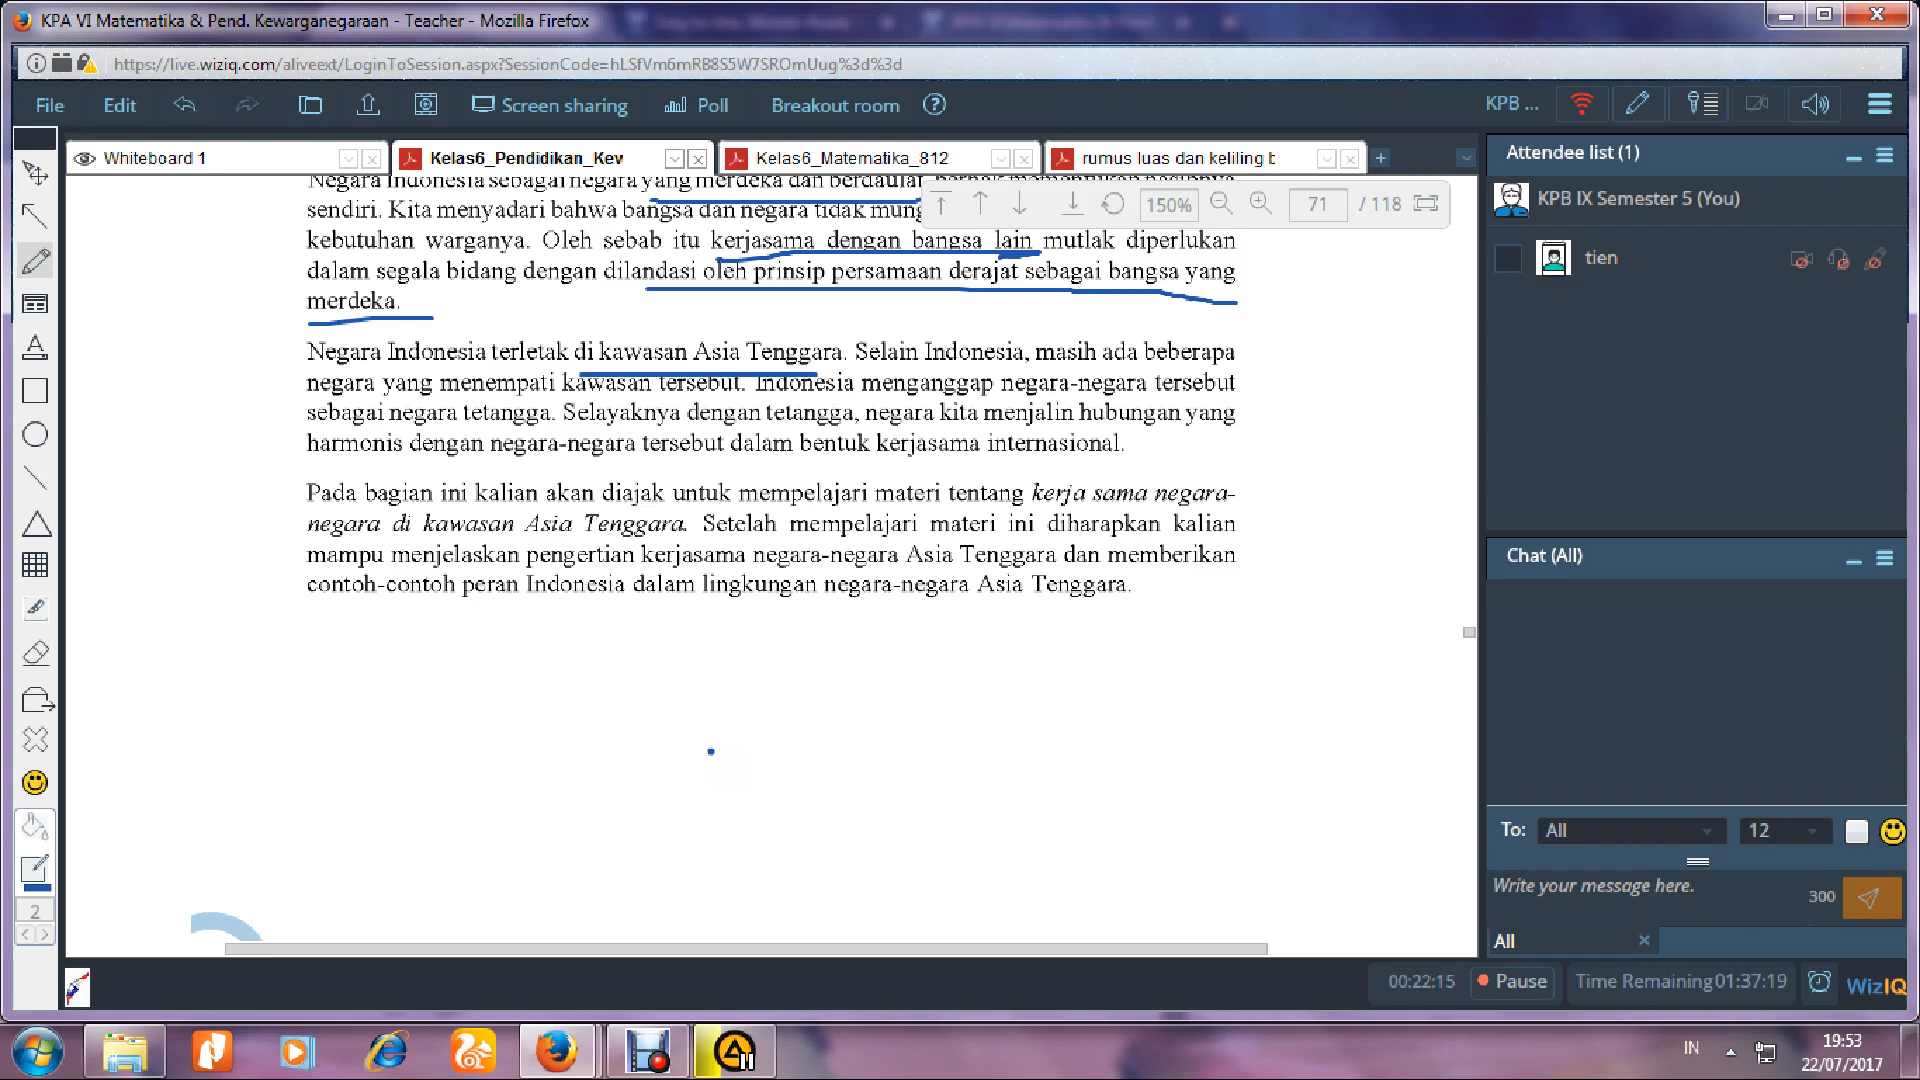 KPA VI Matematika & Pend. Kewarganegaraan - Teacher - Mozilla Firefox
https://live.wiziq.com/aliveext/LoginToSession.aspx?SessionCode=hLSfVm6mRB8S5W7SROmUug%3d%3d
File Edit Screen sharing Poll Breakout room KPB ...
Whiteboard 1 Kelas6_Pendidikan_Kev Kelas6_Matematika_812 rumus luas dan keliling b
150% 71 / 118
Negara Indonesia sebagai negara yang merdeka dan berdaulat,
sendiri. Kita menyadari bahwa bangsa dan negara tidak mung
kebutuhan warganya. Oleh sebab itu kerjasama dengan bangsa lain mutlak diperlukan
dalam segala bidang dengan dilandasi oleh prinsip persamaan derajat sebagai bangsa yang
merdeka.
Negara Indonesia terletak di kawasan Asia Tenggara. Selain Indonesia, masih ada beberapa
negara yang menempati kawasan tersebut. Indonesia menganggap negara-negara tersebut
sebagai negara tetangga. Selayaknya dengan tetangga, negara kita menjalin hubungan yang
harmonis dengan negara-negara tersebut dalam bentuk kerjasama internasional.
Pada bagian ini kalian akan diajak untuk mempelajari materi tentang kerja sama negara-
negara di kawasan Asia Tenggara. Setelah mempelajari materi ini diharapkan kalian
mampu menjelaskan pengertian kerjasama negara-negara Asia Tenggara dan memberikan
contoh-contoh peran Indonesia dalam lingkungan negara-negara Asia Tenggara.
2
Attendee list (1)
KPB IX Semester 5 (You)
tien
Chat (All)
To: All 12
Write your message here. 300
All
00:22:15 Pause Time Remaining 01:37:19 WizIQ
IN 19:53
22/07/2017